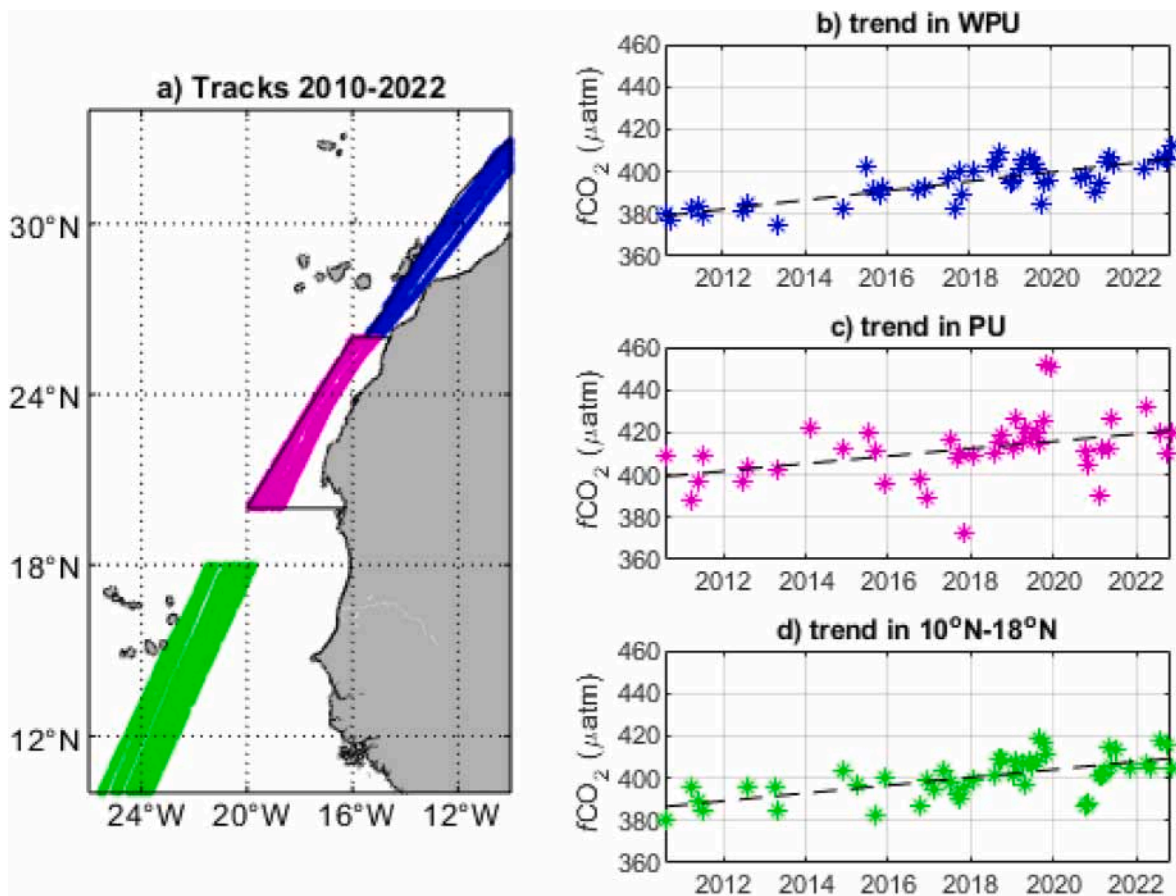 a) Tracks 2010-2022
30°N
24°N
18°N
12°N
24°W 20°W 16°W 12°W
b) trend in WPU
fCO₂ (μatm)
460
440
420
400
380
360
2012 2014 2016 2018 2020 2022
c) trend in PU
fCO₂ (μatm)
460
440
420
400
380
360
2012 2014 2016 2018 2020 2022
d) trend in 10°N-18°N
fCO₂ (μatm)
460
440
420
400
380
360
2012 2014 2016 2018 2020 2022